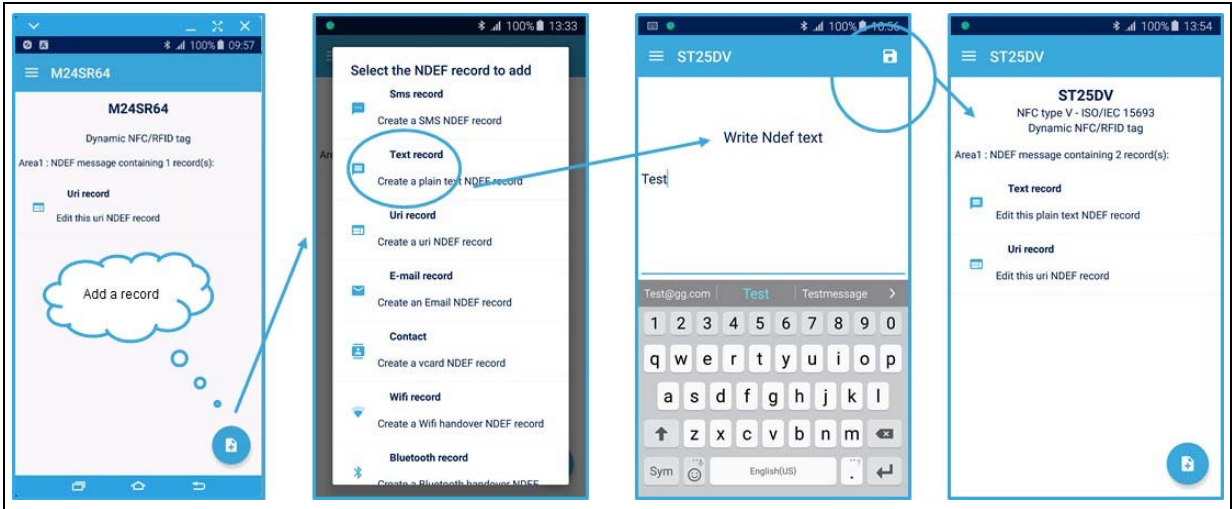 100% 09:57
M24SR64
M24SR64
Dynamic NFC/RFID tag
Area1 : NDEF message containing 1 record(s):
Uri record
Edit this uri NDEF record
Add a record
100% 13:33
Select the NDEF record to add
Sms record
Create a SMS NDEF record
Text record
Create a plain text NDEF record
Uri record
Create a uri NDEF record
E-mail record
Create an Email NDEF record
Contact
Create a vcard NDEF record
Wifi record
Create a Wifi handover NDEF record
Bluetooth record
Create a Bluetooth handover NDEF
100% 10:56
ST25DV
Write Ndef text
Test
Test@gg.com Test Testmessage >
1 2 3 4 5 6 7 8 9 0
q w e r t y u i o p
a s d f g h j k l
z x c v b n m
Sym English(US) .
100% 13:54
ST25DV
ST25DV
NFC type V - ISO/IEC 15693
Dynamic NFC/RFID tag
Area1 : NDEF message containing 2 record(s):
Text record
Edit this plain text NDEF record
Uri record
Edit this uri NDEF record